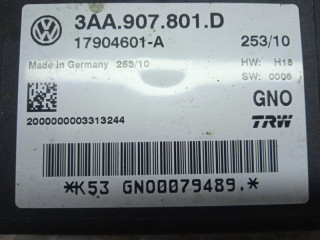 3AA.907.801.D
17904601-A 253/10
Made in Germany 253/10 HW: H18
SW: 0006
GNO
2000000003313244 TRW
*K53 GNO0079489.*